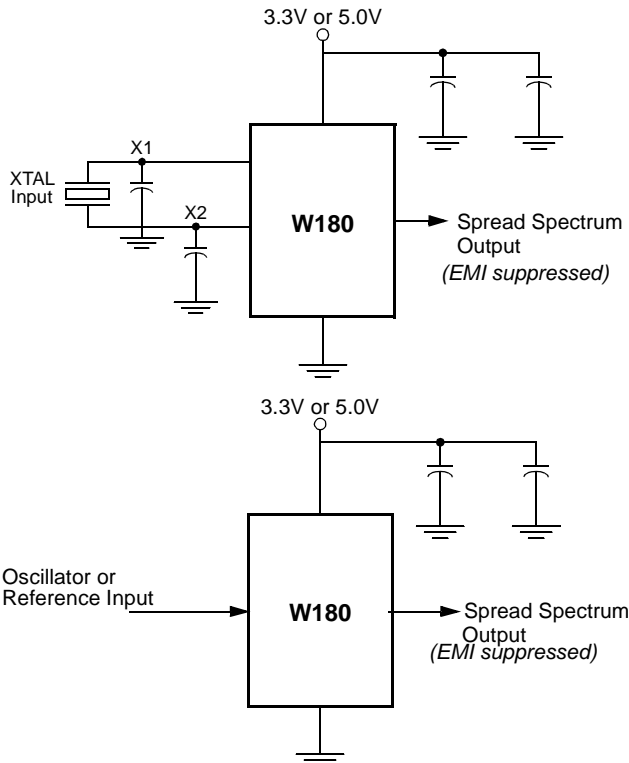 3.3V or 5.0V
X1
XTAL
Input
X2
W180
Spread Spectrum
Output
(EMI suppressed)
3.3V or 5.0V
Oscillator or
Reference Input
W180
Spread Spectrum
Output
(EMI suppressed)